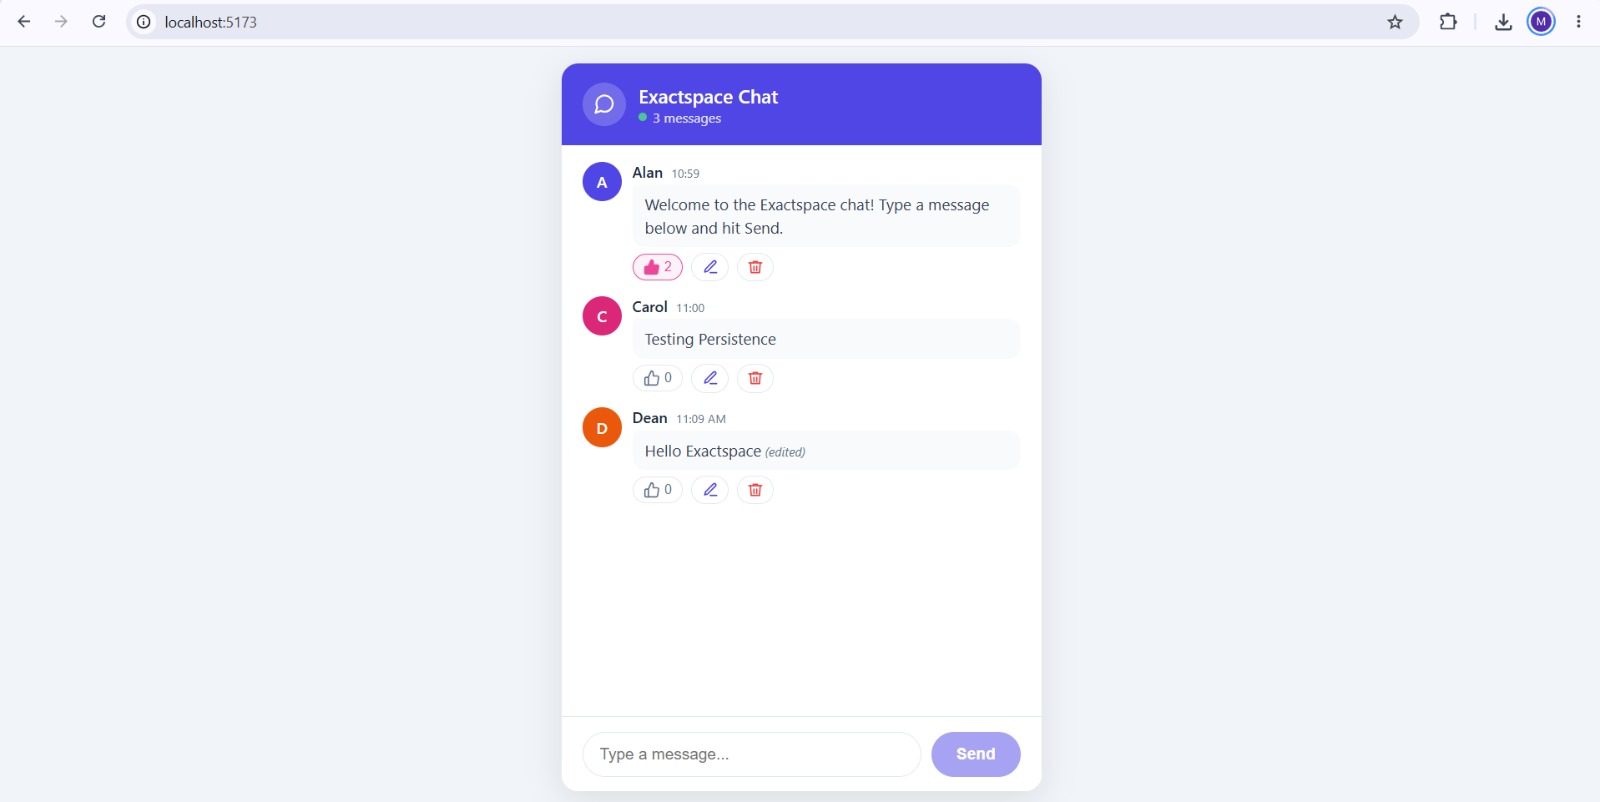 localhost:5173
M
Exactspace Chat
3 messages
A
Alan 10:59
Welcome to the Exactspace chat! Type a message
below and hit Send.
2
C
Carol 11:00
Testing Persistence
0
D
Dean 11:09 AM
Hello Exactspace (edited)
0
Type a message...
Send